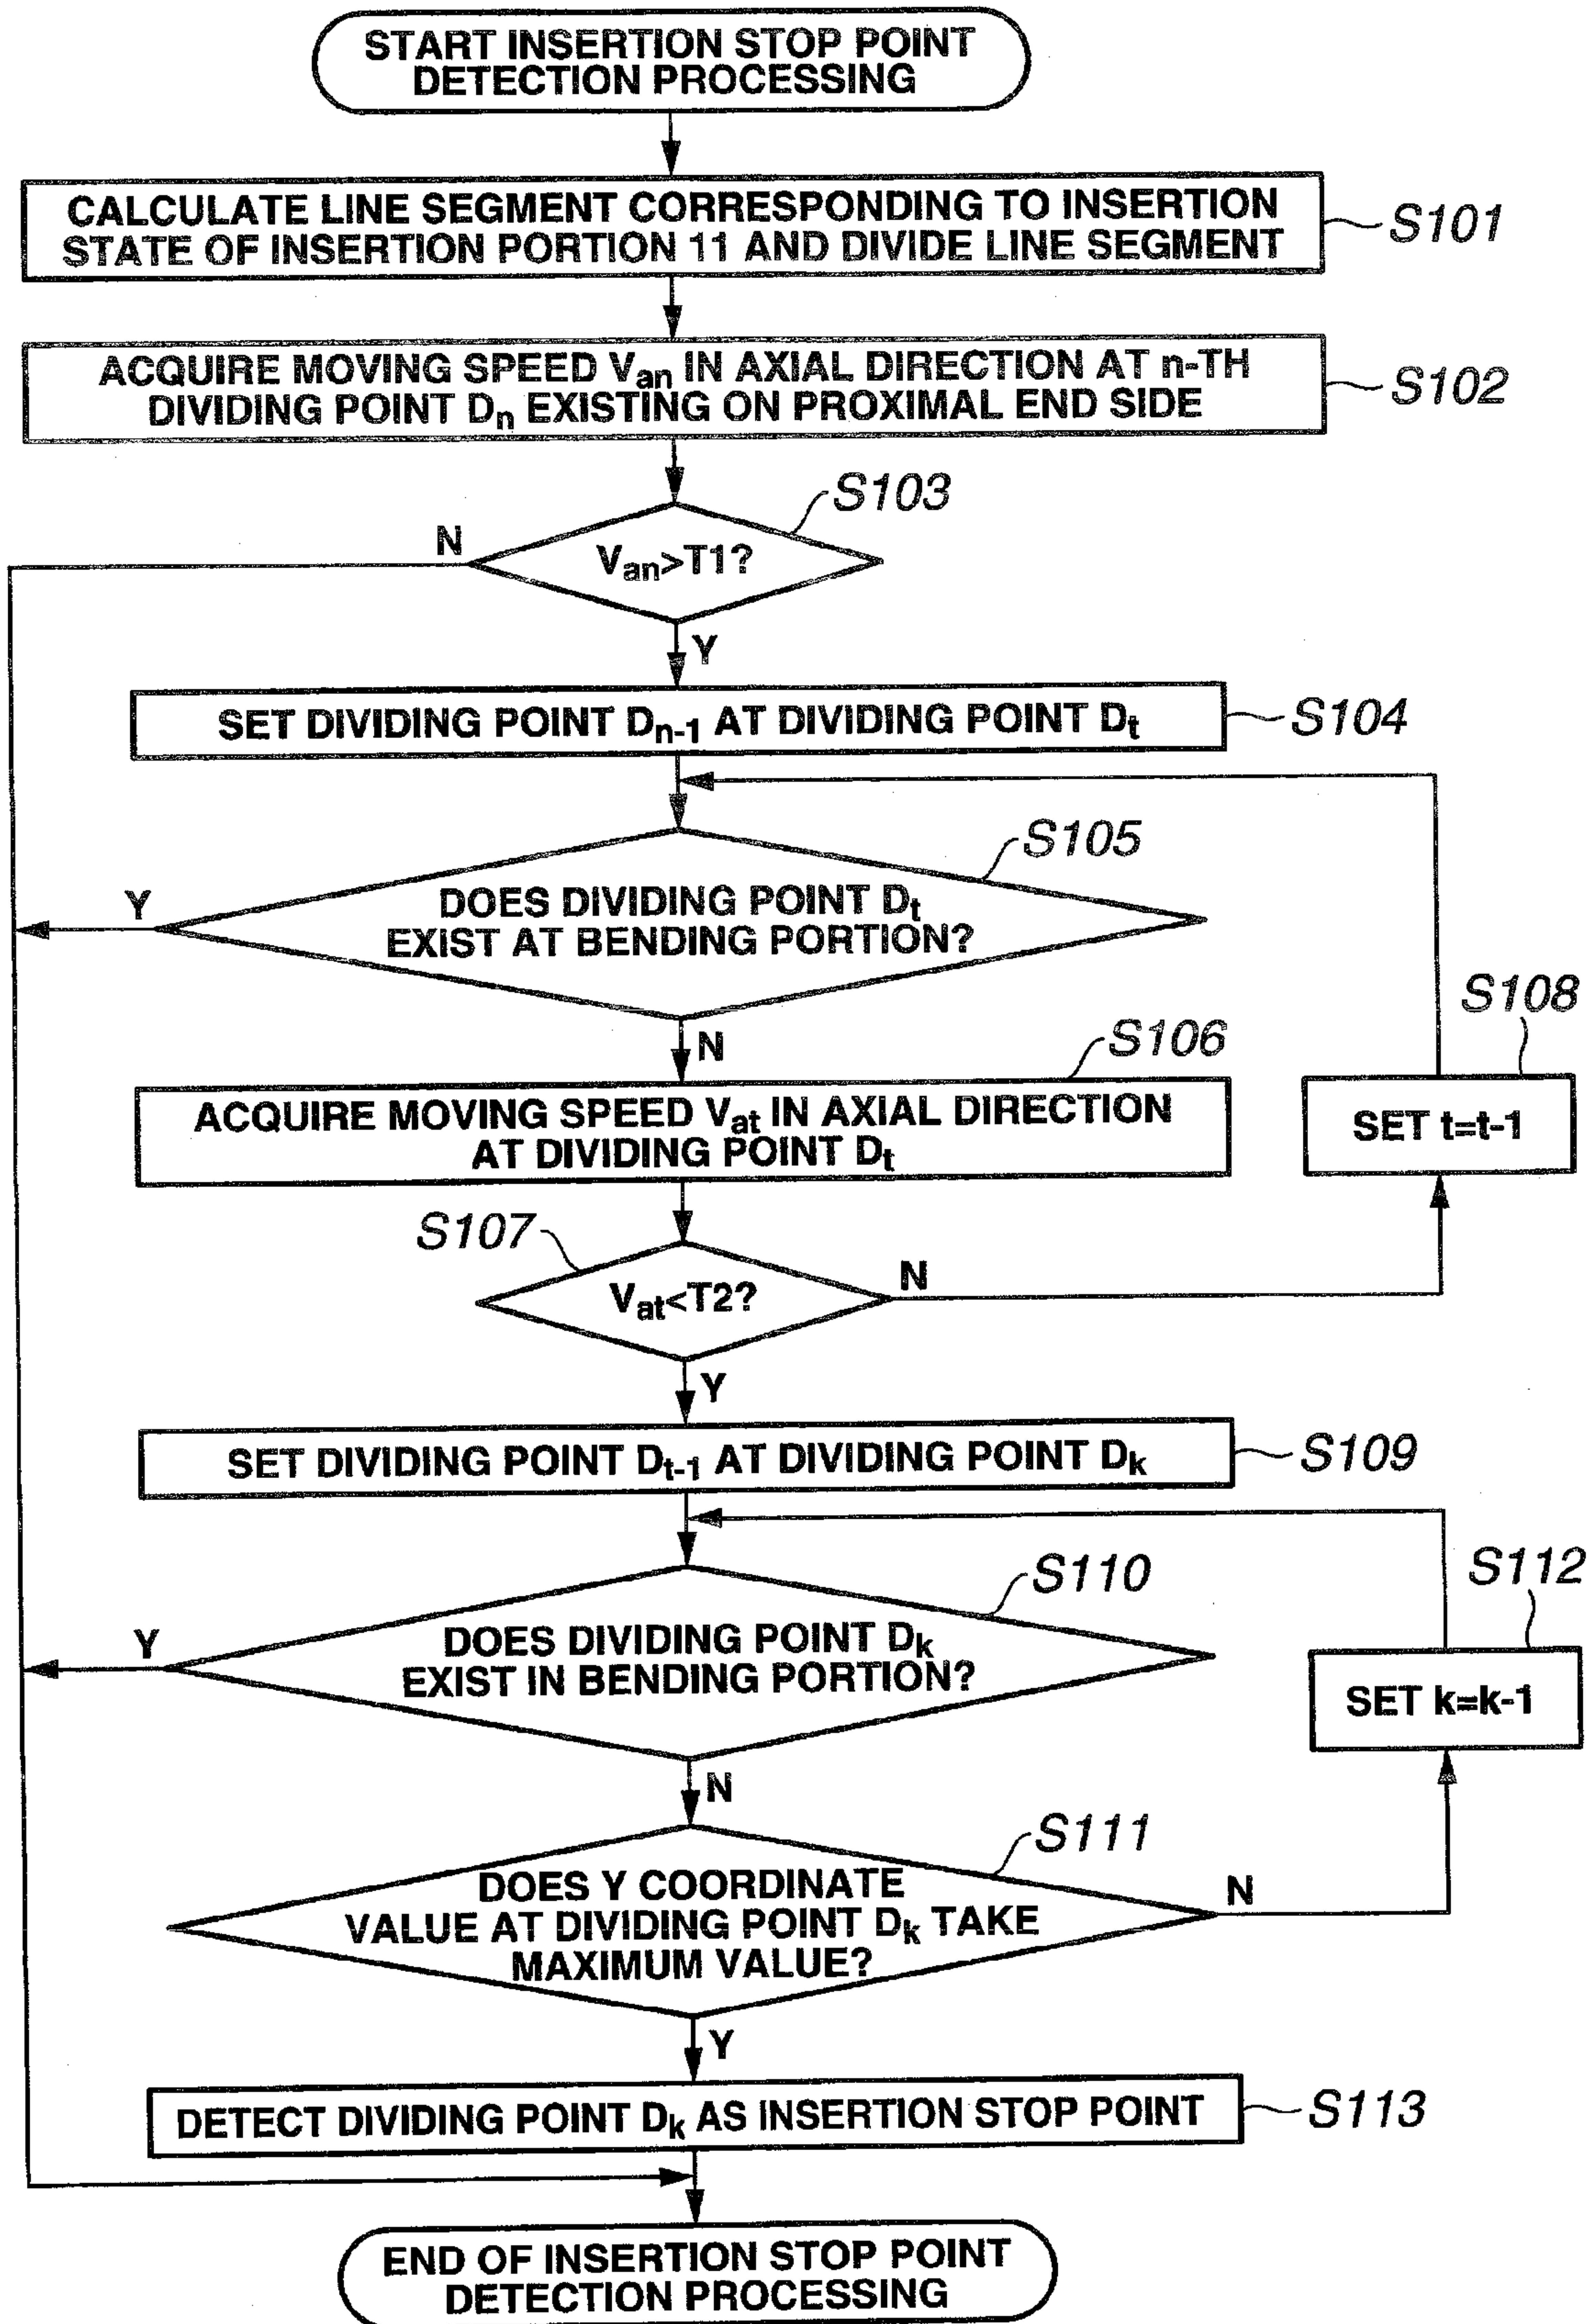 START INSERTION STOP POINT
DETECTION PROCESSING
CALCULATE LINE SEGMENT CORRESPONDING TO INSERTION
STATE OF INSERTION PORTION 11 AND DIVIDE LINE SEGMENT
S101
ACQUIRE MOVING SPEED Van IN AXIAL DIRECTION AT n-TH
DIVIDING POINT Dn EXISTING ON PROXIMAL END SIDE
S102
S103
N
Van>T1?
Y
SET DIVIDING POINT Dn-1 AT DIVIDING POINT Dt
S104
S105
Y
DOES DIVIDING POINT Dt
EXIST AT BENDING PORTION?
S108
N
S106
ACQUIRE MOVING SPEED Vat IN AXIAL DIRECTION
AT DIVIDING POINT Dt
SET t=t-1
S107
Vat<T2?
N
Y
SET DIVIDING POINT Dt-1 AT DIVIDING POINT Dk
S109
S110
S112
Y
DOES DIVIDING POINT Dk
EXIST IN BENDING PORTION?
SET k=k-1
N
S111
DOES Y COORDINATE
VALUE AT DIVIDING POINT Dk TAKE
MAXIMUM VALUE?
N
Y
DETECT DIVIDING POINT Dk AS INSERTION STOP POINT
S113
END OF INSERTION STOP POINT
DETECTION PROCESSING